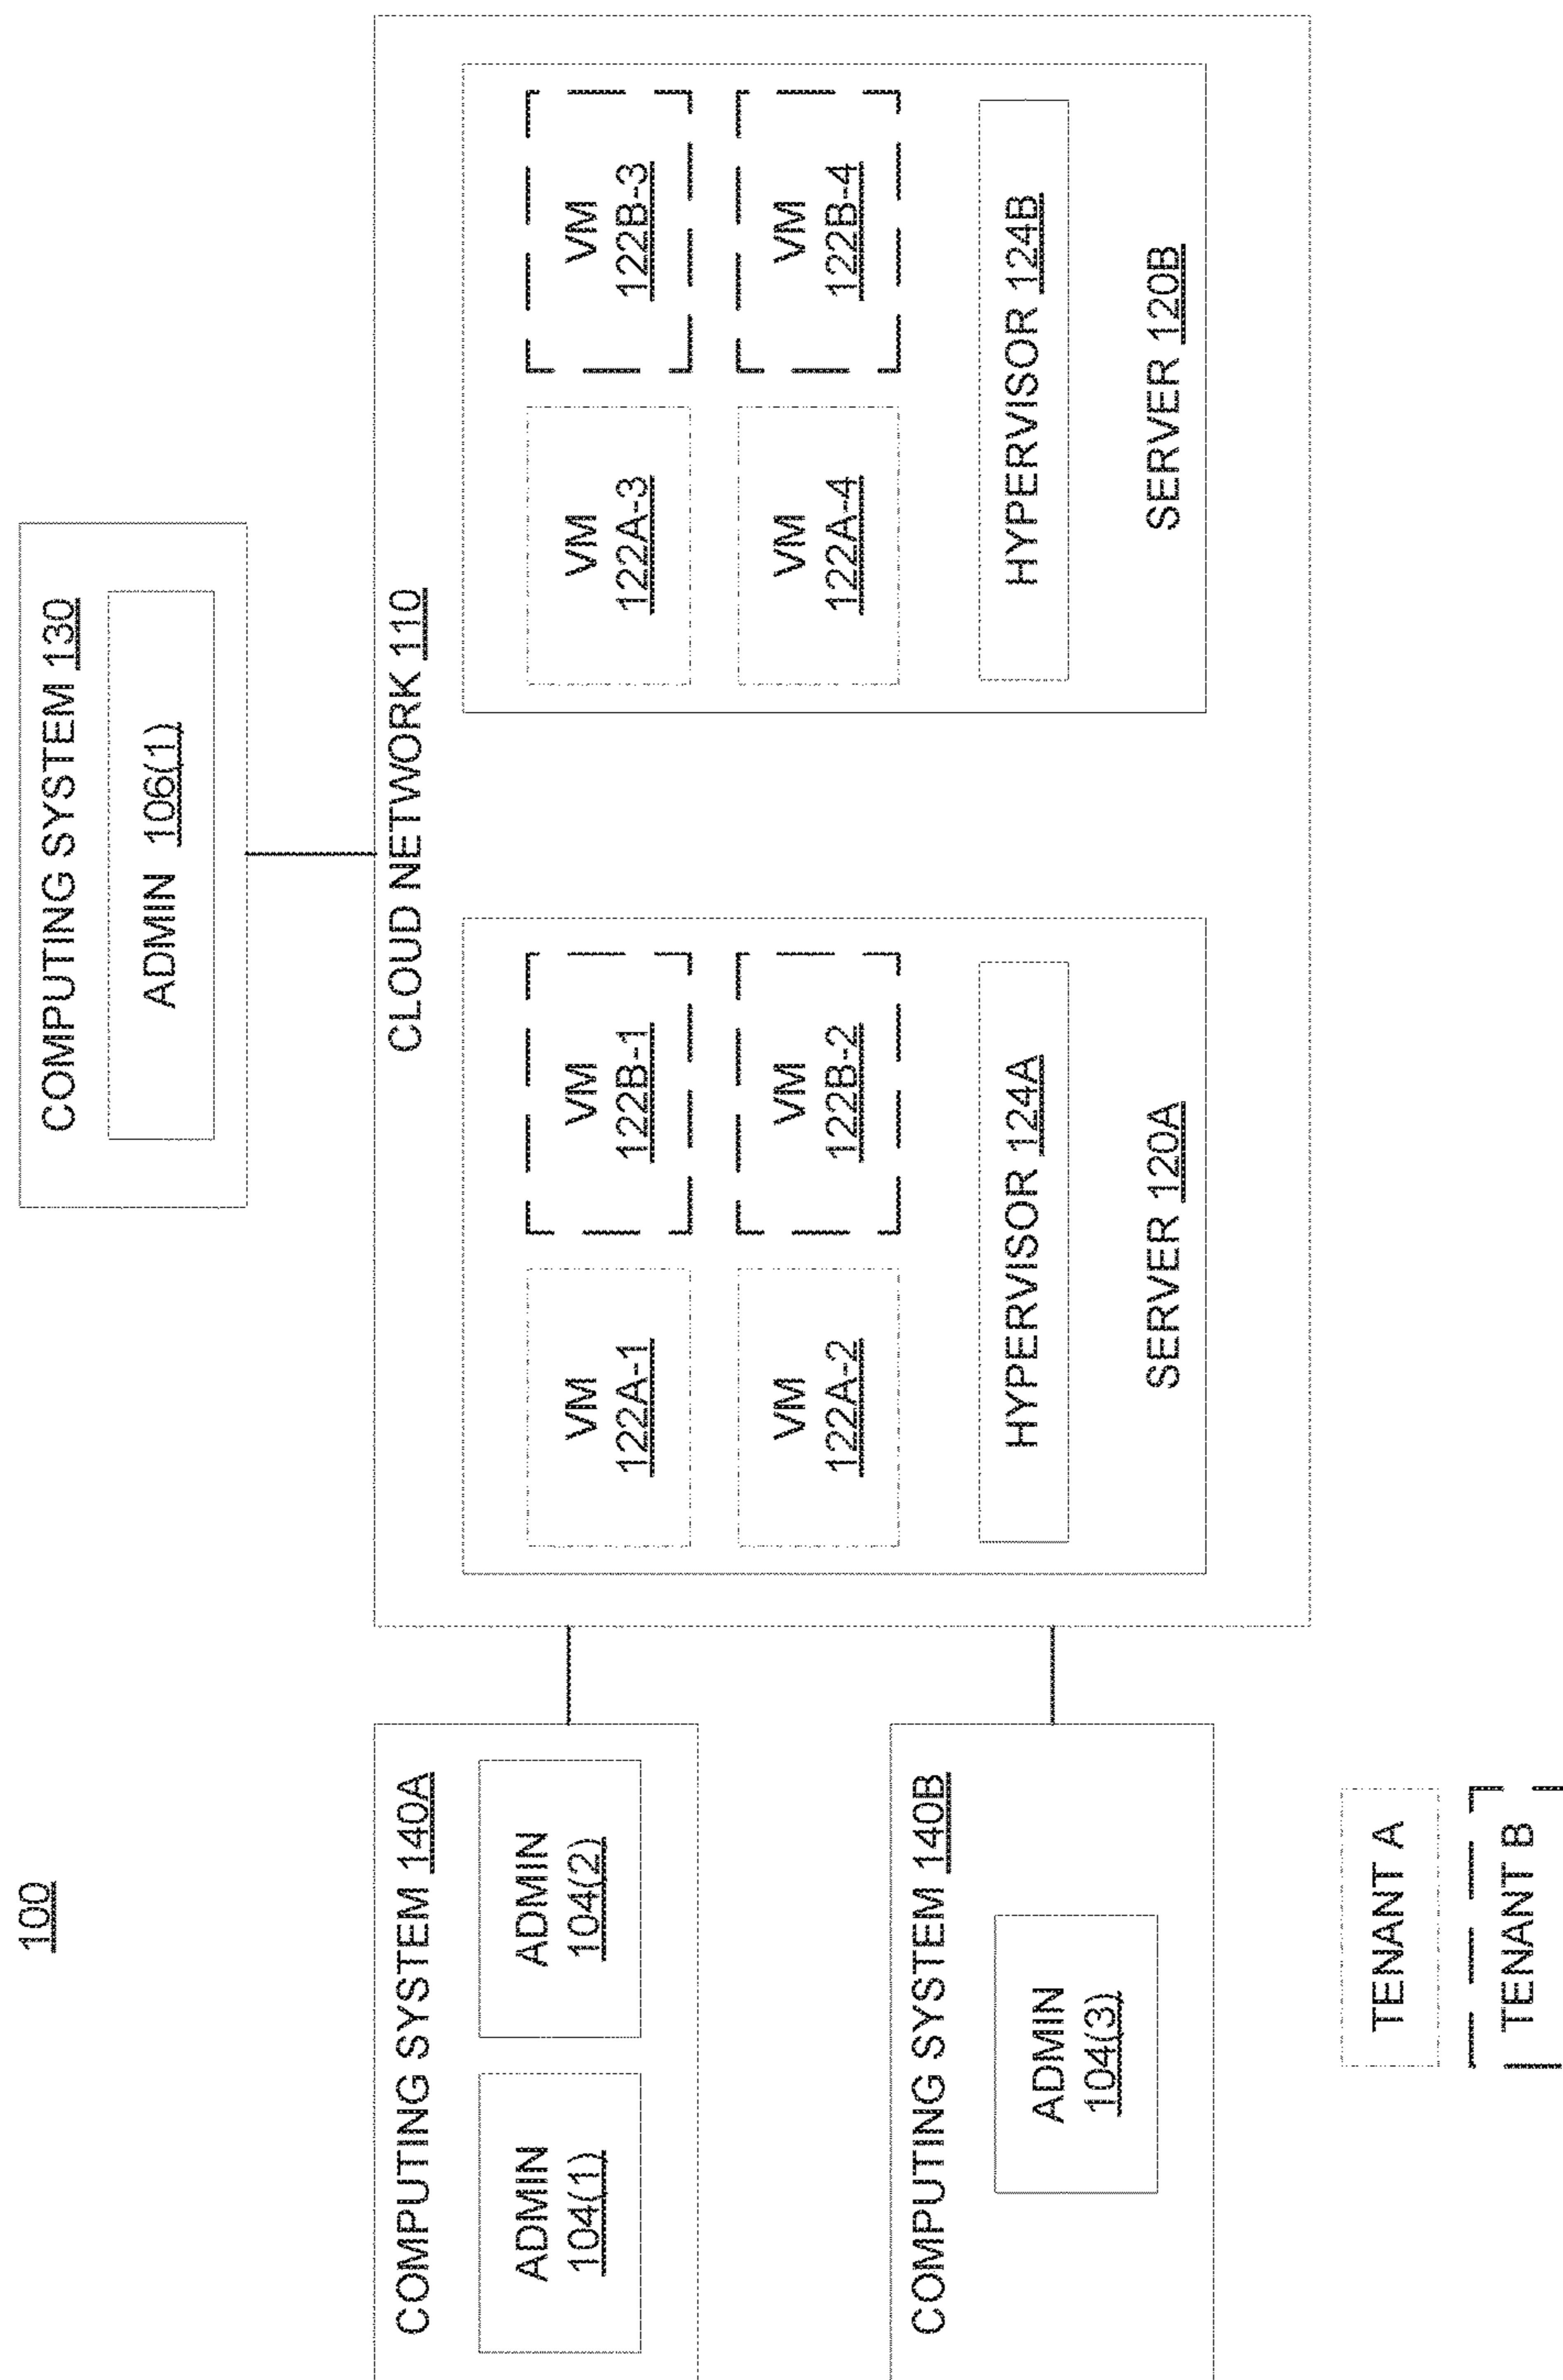 100
COMPUTING SYSTEM 130
ADMIN 106(1)
CLOUD NETWORK 110
COMPUTING SYSTEM 140A
ADMIN
104(1)
ADMIN
104(2)
COMPUTING SYSTEM 140B
ADMIN
104(3)
VM
122A-1
VM
122B-1
VM
122A-2
VM
122B-2
HYPERVISOR 124A
SERVER 120A
VM
122A-3
VM
122B-3
VM
122A-4
VM
122B-4
HYPERVISOR 124B
SERVER 120B
TENANT A
TENANT B